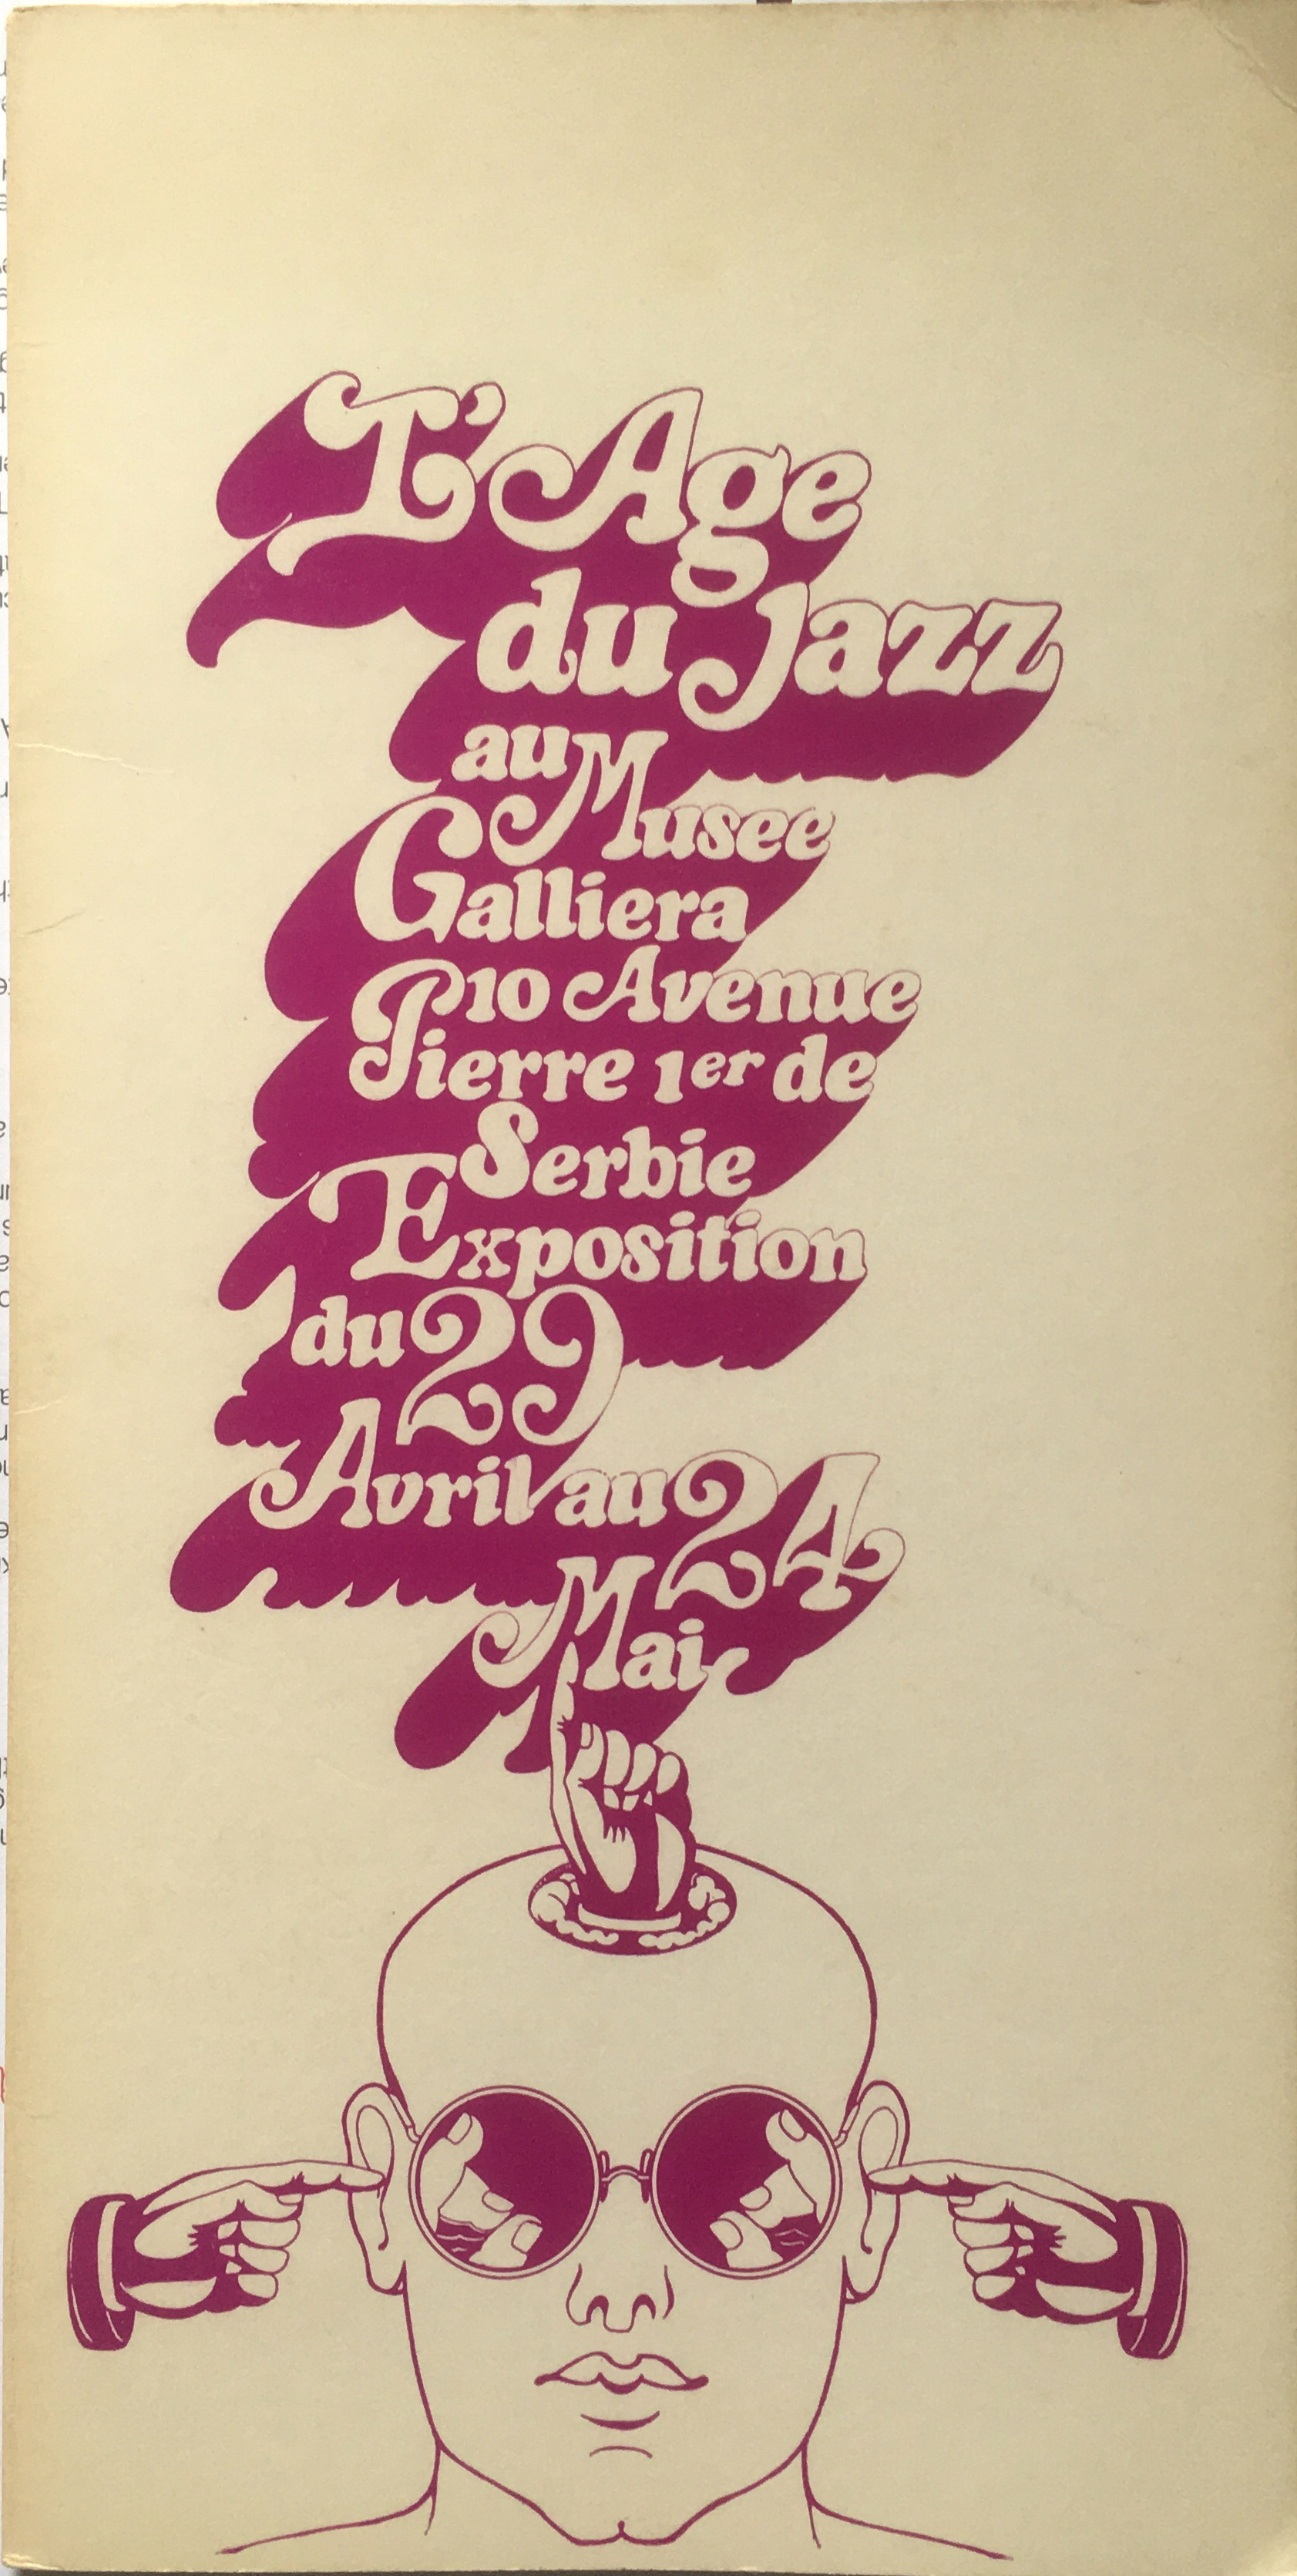 L'Age
du Jazz
au Musee
Galliera
10 Avenue
Pierre 1er de
Serbie
Exposition
du 29
Avril au 24
Mai